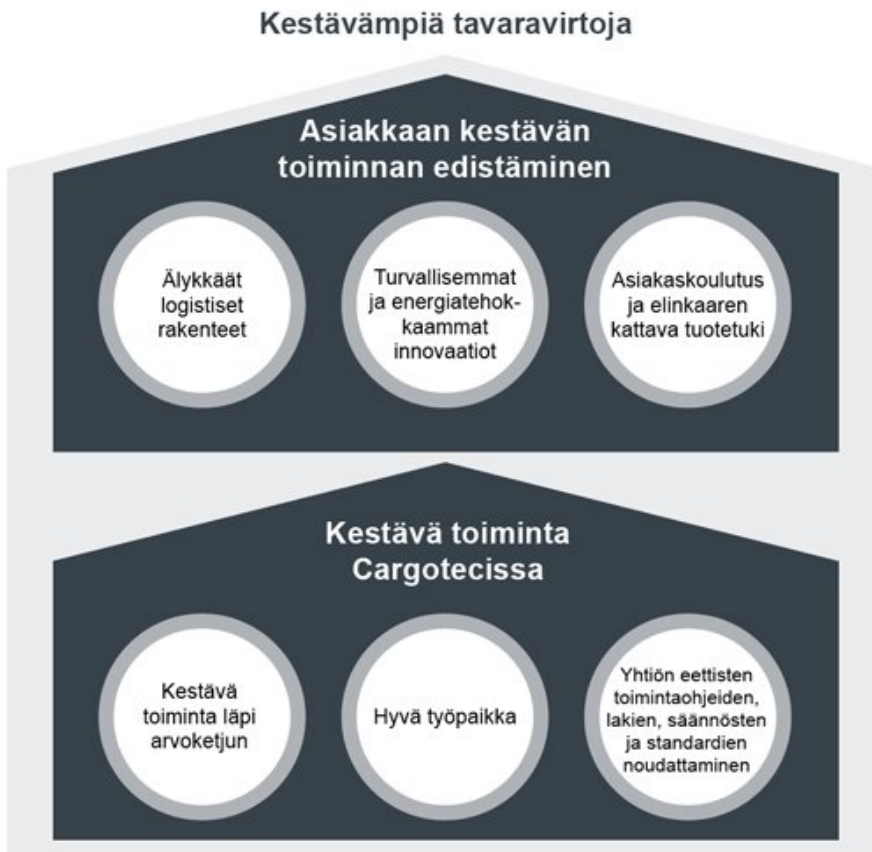 Kestävämpiä tavaravirtoja
Asiakkaan kestävän
toiminnan edistäminen
Älykkäät
logistiset
rakenteet
Turvallisemmat
ja energiatehok-
kaammat
innovaatiot
Asiakaskoulutus
ja elinkaaren
kattava tuotetuki
Kestävä toiminta
Cargotecissa
Kestävä
toiminta läpi
arvoketjun
Hyvä työpaikka
Yhtiön eettisten
toimintaohjeiden,
lakien, säännösten
ja standardien
noudattaminen